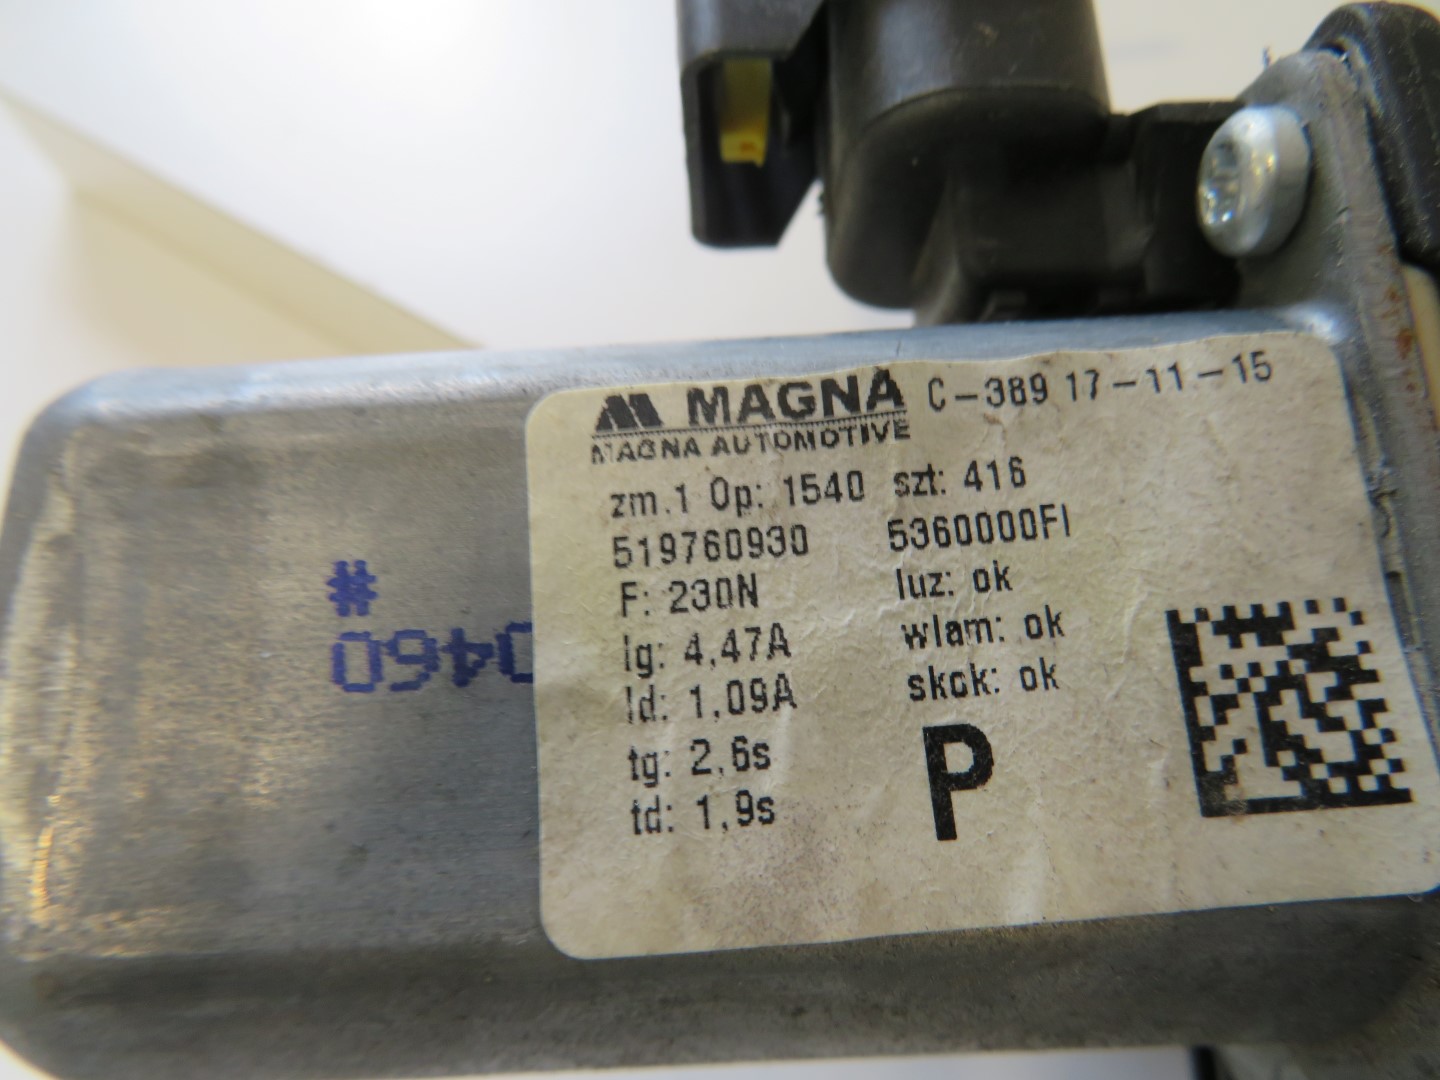 MAGNA C-389 17-11-15
MAGNA AUTOMOTIVE
zm.1 Op: 1540 szt: 416
519760930 5360000FI
F: 230N luz: ok
Ig: 4,47A wlam: ok
Id: 1,09A skok: ok
tg: 2,6s
td: 1,9s
P
#
0460